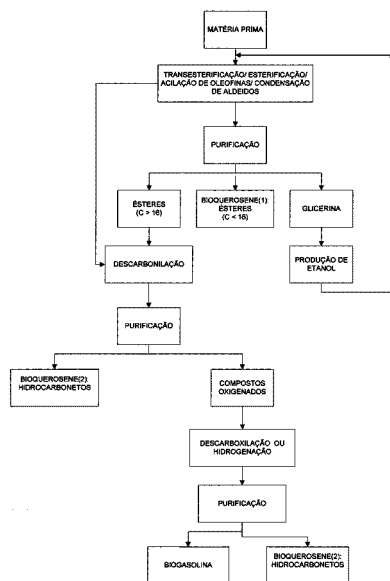 MATÉRIA PRIMA
TRANSESTERIFICAÇÃO/ ESTERIFICAÇÃO/
ACILAÇÃO DE OLEOFINAS/ CONDENSAÇÃO
DE ALDEIDOS
PURIFICAÇÃO
ÉSTERES
(C > 16)
BIOQUEROSENE(1):
ÉSTERES
(C < 16)
GLICERINA
DESCARBONILAÇÃO
PRODUÇÃO DE
ETANOL
PURIFICAÇÃO
BIOQUEROSENE(2):
HIDROCARBONETOS
COMPOSTOS
OXIGENADOS
DESCARBOXILAÇÃO OU
HIDROGENAÇÃO
PURIFICAÇÃO
BIOGASOLINA
BIOQUEROSENE(2):
HIDROCARBONETOS